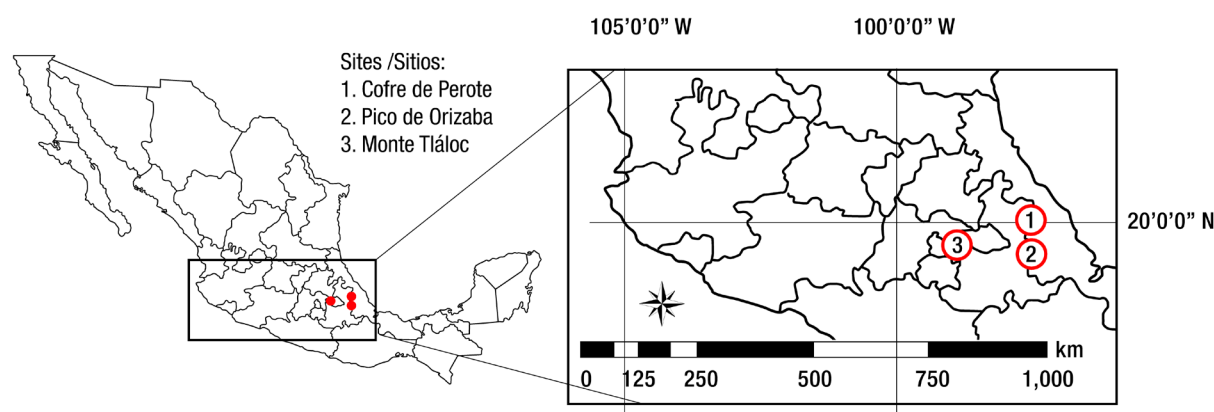 105’0’0” W
100’0’0” W
Sites /Sitios:
1. Cofre de Perote
2. Pico de Orizaba
3. Monte Tláloc
20’0’0” N
1
2
3
km
0 125 250 500 750 1,000